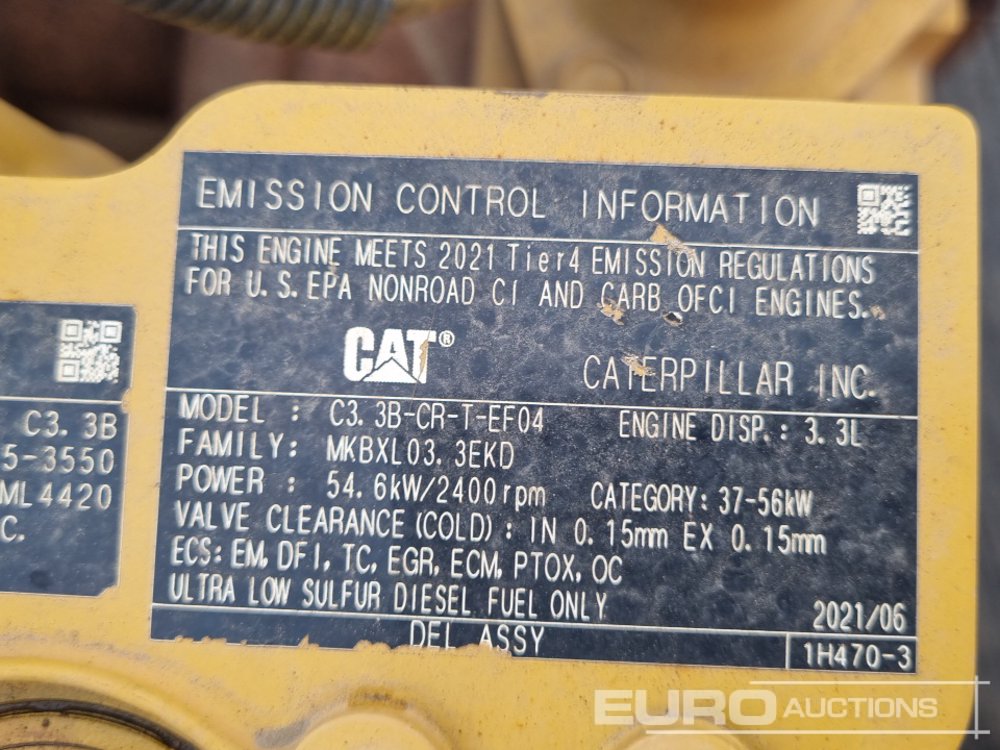 EMISSION CONTROL INFORMATION
THIS ENGINE MEETS 2021 Tier4 EMISSION REGULATIONS
FOR U.S.EPA NONROAD CI AND CARB OFCI ENGINES.
CAT®
CATERPILLAR INC.
MODEL : C3.3B-CR-T-EF04 ENGINE DISP.: 3.3L
FAMILY: MKBXL03.3EKD
POWER : 54.6kW/2400rpm CATEGORY: 37-56kW
VALVE CLEARANCE (COLD) : IN 0.15mm EX 0.15mm
ECS: EM, DFI, TC, EGR, ECM, PTOX, OC
ULTRA LOW SULFUR DIESEL FUEL ONLY
2021/06
DEL ASSY
1H470-3
C3.3B
5-3550
ML4420
C.
EURO AUCTIONS